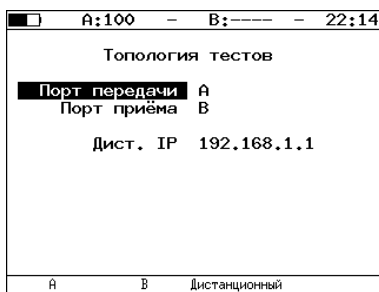 A:100 – B:---- – 22:14
Топология тестов
Порт передачи A
Порт приёма B
Дист. IP 192.168.1.1
A B Дистанционный